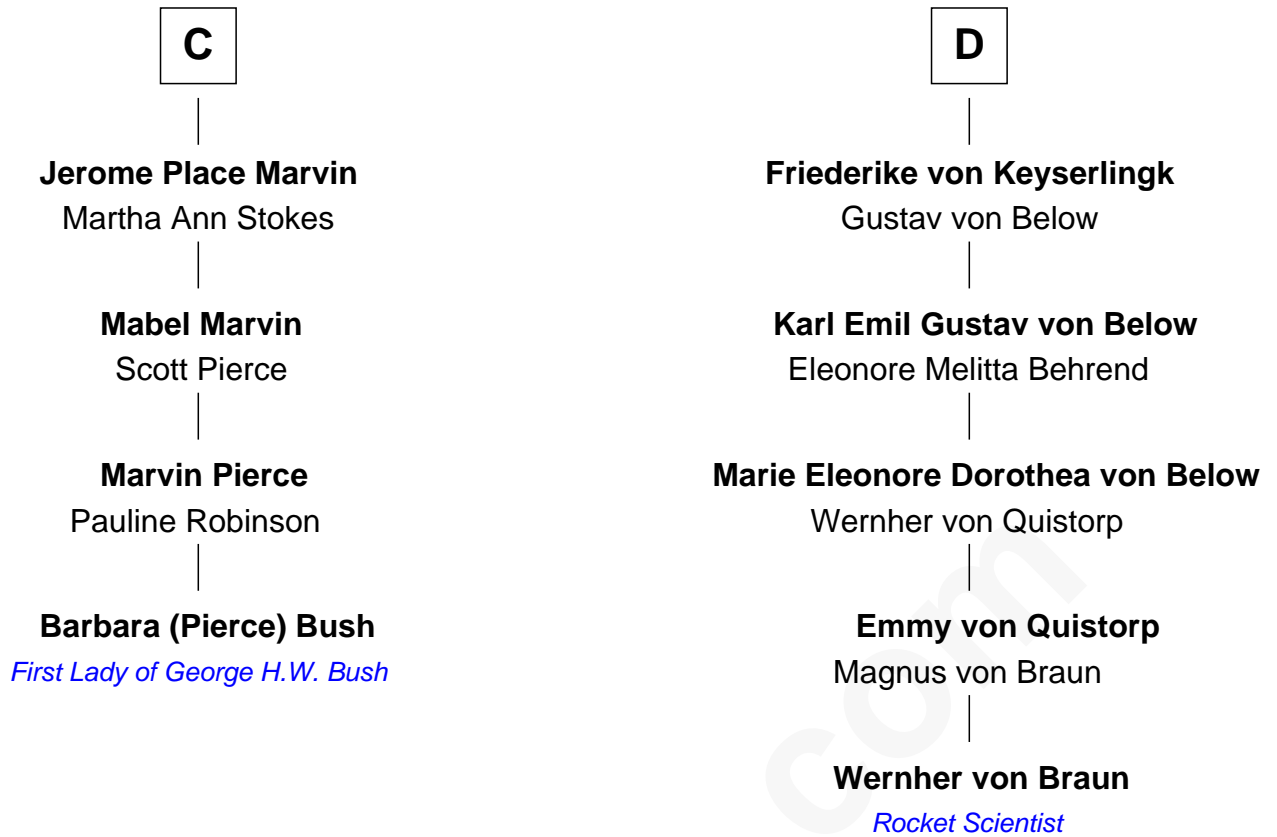 C
Jerome Place Marvin
Martha Ann Stokes
Mabel Marvin
Scott Pierce
Marvin Pierce
Pauline Robinson
Barbara (Pierce) Bush
First Lady of George H.W. Bush
D
Friederike von Keyserlingk
Gustav von Below
Karl Emil Gustav von Below
Eleonore Melitta Behrend
Marie Eleonore Dorothea von Below
Wernher von Quistorp
Emmy von Quistorp
Magnus von Braun
Wernher von Braun
Rocket Scientist
com